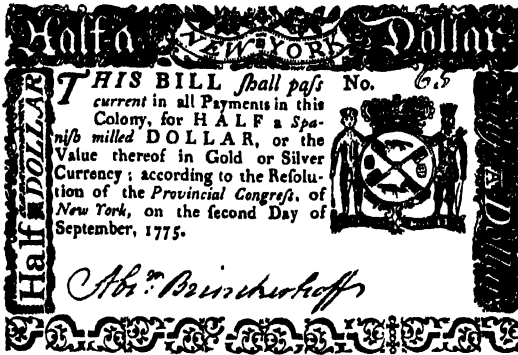 Half a Dollar.
NEW-YORK
THIS BILL ſhall paſs
current in all Payments in this
Colony, for HALF a Spa-
niſh milled DOLLAR, or the
Value thereof in Gold or Silver
Currency; according to the Reſolu-
tion of the Provincial Congreſs, of
New York, on the ſecond Day of
September, 1775.
No.
Half a DOLLAR
Abrm. Brinckerhoff